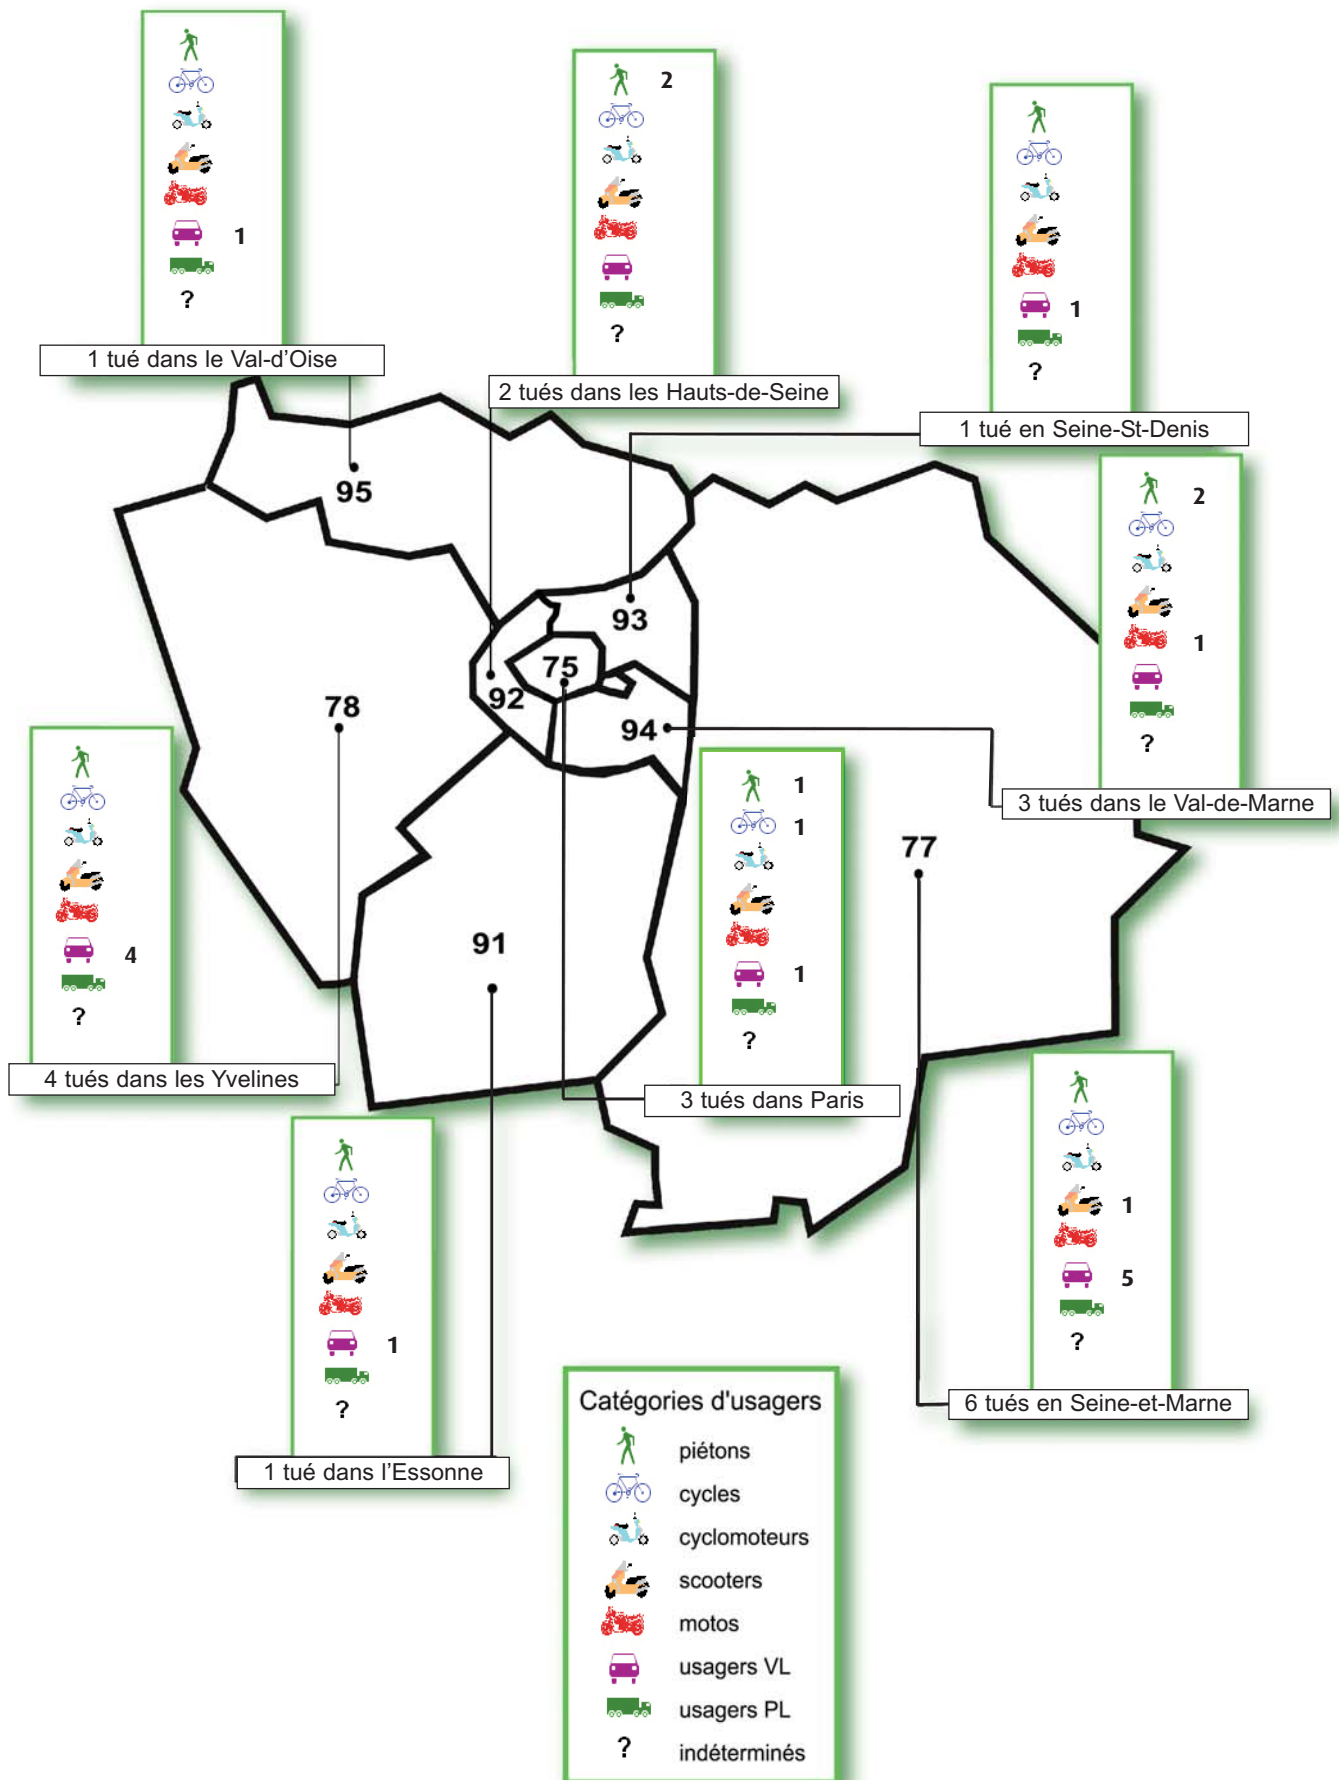 1
?
1 tué dans le Val-d'Oise
2
?
2 tués dans les Hauts-de-Seine
1
?
1 tué en Seine-St-Denis
2
1
?
3 tués dans le Val-de-Marne
95
93
75
92
78
94
77
91
4
?
4 tués dans les Yvelines
1
1
1
?
3 tués dans Paris
1
?
1 tué dans l'Essonne
1
5
?
6 tués en Seine-et-Marne
Catégories d'usagers
piétons
cycles
cyclomoteurs
scooters
motos
usagers VL
usagers PL
? indéterminés